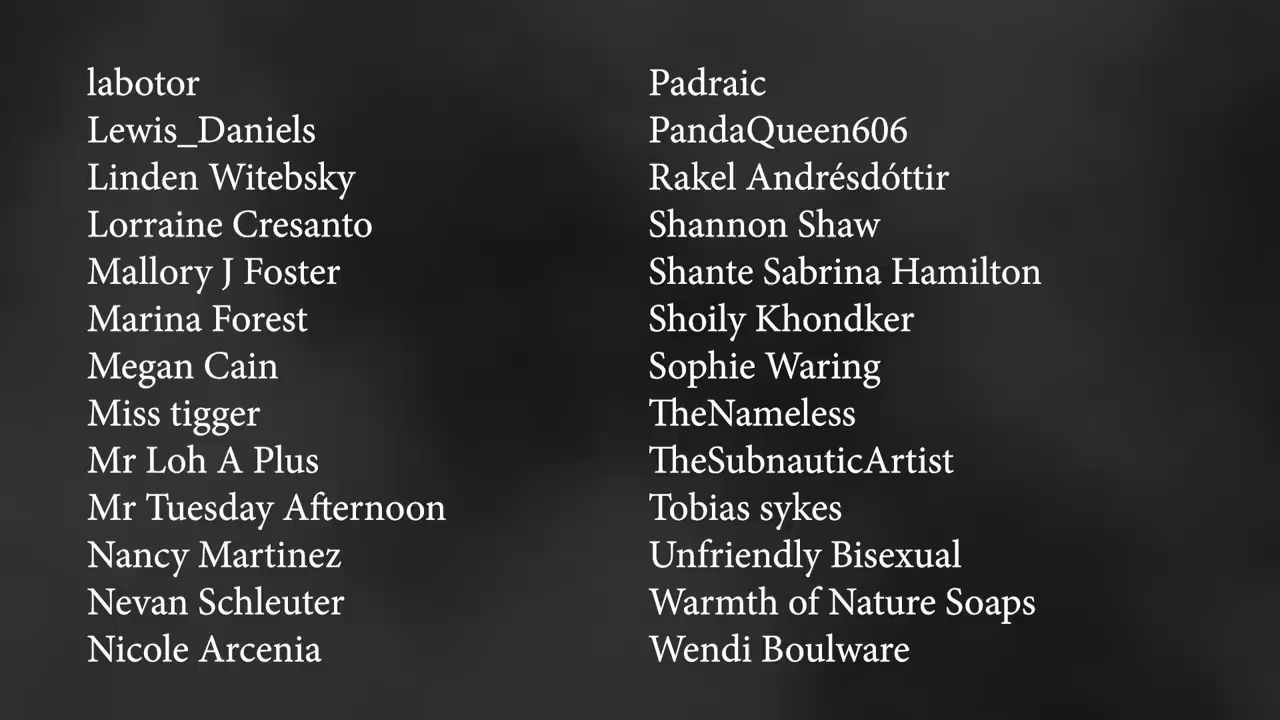 labotor
Lewis_Daniels
Linden Witebsky
Lorraine Cresanto
Mallory J Foster
Marina Forest
Megan Cain
Miss tigger
Mr Loh A Plus
Mr Tuesday Afternoon
Nancy Martinez
Nevan Schleuter
Nicole Arcenia
Padraic
PandaQueen606
Rakel Andrésdóttir
Shannon Shaw
Shante Sabrina Hamilton
Shoily Khondker
Sophie Waring
TheNameless
TheSubnauticArtist
Tobias sykes
Unfriendly Bisexual
Warmth of Nature Soaps
Wendi Boulware